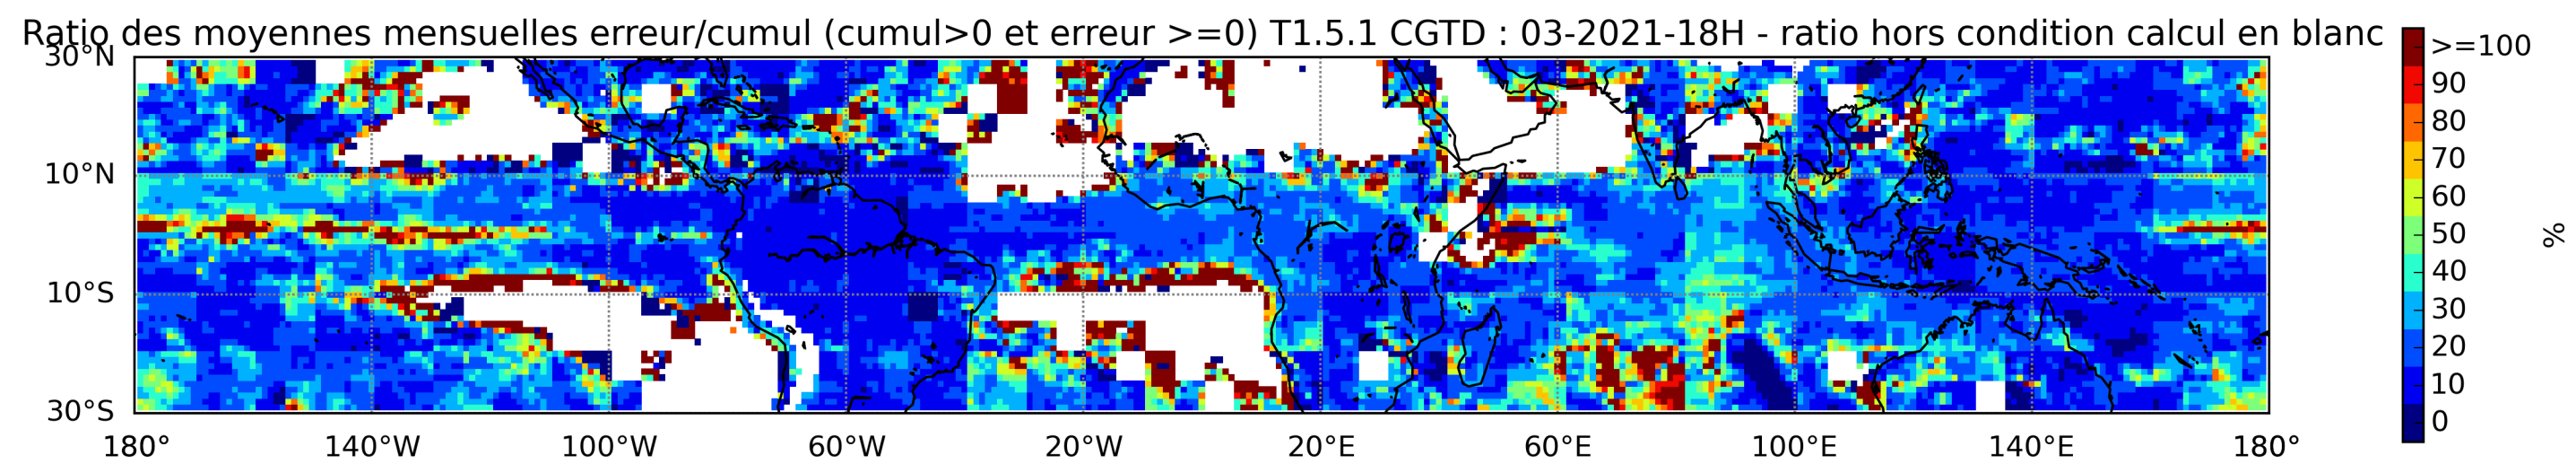 Ratio des moyennes mensuelles erreur/cumul (cumul>0 et erreur >=0) T1.5.1 CGTD : 03-2021-18H - ratio hors condition calcul en blanc
30°N
10°N
10°S
30°S
180° 140°W 100°W 60°W 20°W 20°E 60°E 100°E 140°E 180°
>=100
90
80
70
60
50
40
30
20
10
0
%